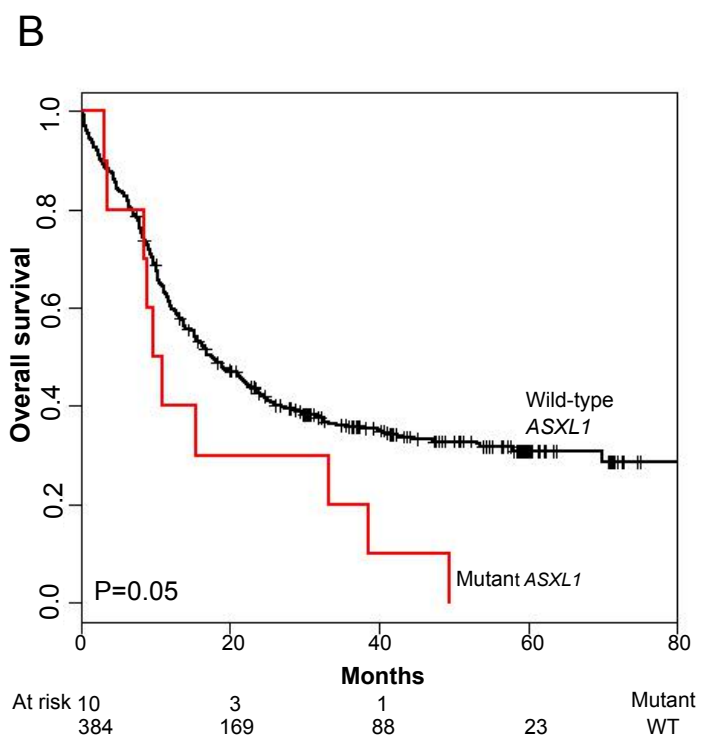 B
1.0
0.8
0.6
0.4
0.2
0.0
Overall survival
Wild-type
ASXL1
Mutant ASXL1
P=0.05
0 20 40 60 80
Months
At risk 10 3 1 Mutant
384 169 88 23 WT